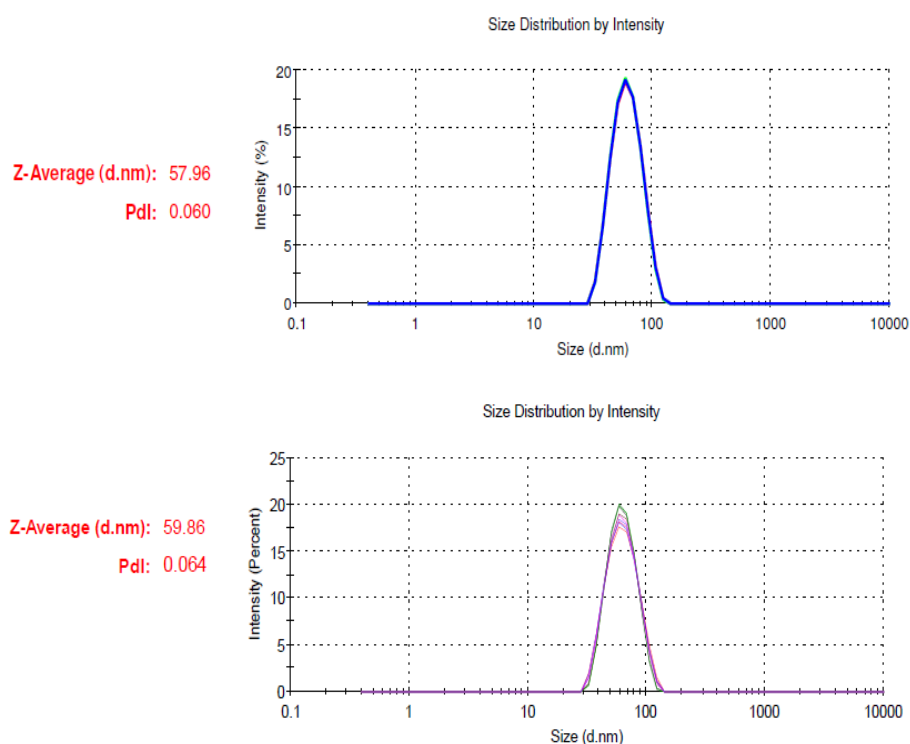 Size Distribution by Intensity
20
15
10
5
0
Intensity (%)
0.1 1 10 100 1000 10000
Size (d.nm)
Z-Average (d.nm): 57.96
PdI: 0.060
Size Distribution by Intensity
25
20
15
10
5
0
Intensity (Percent)
0.1 1 10 100 1000 10000
Size (d.nm)
Z-Average (d.nm): 59.86
PdI: 0.064